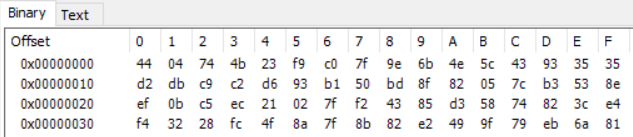 Binary Text
Offset 0 1 2 3 4 5 6 7 8 9 A B C D E F
0x00000000 44 04 74 4b 23 f9 c0 7f 9e 6b 4e 5c 43 93 35 35
0x00000010 d2 db c9 c2 d6 93 b1 50 bd 8f 82 05 7c b3 53 8e
0x00000020 ef 0b c5 ec 21 02 7f f2 43 85 d3 58 74 82 3c e4
0x00000030 f4 32 28 fc 4f 8a 7f 8b 82 e2 49 9f 79 eb 6a 81